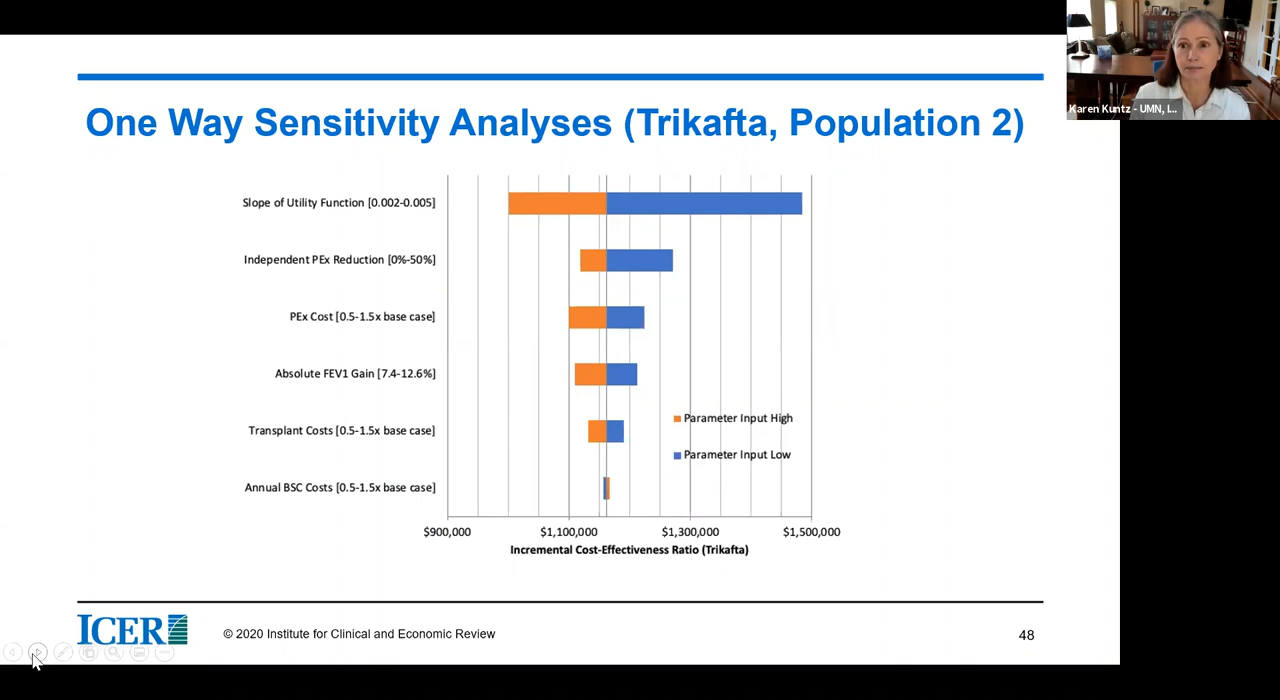 Karen Kuntz - UMN, I...
One Way Sensitivity Analyses (Trikafta, Population 2)
Slope of Utility Function [0.002-0.005]
Independent PEx Reduction [0%-50%]
PEx Cost [0.5-1.5x base case]
Absolute FEV1 Gain [7.4-12.6%]
Parameter Input High
Transplant Costs [0.5-1.5x base case]
Parameter Input Low
Annual BSC Costs [0.5-1.5x base case]
$900,000 $1,100,000 $1,300,000 $1,500,000
Incremental Cost-Effectiveness Ratio (Trikafta)
ICER
© 2020 Institute for Clinical and Economic Review
48